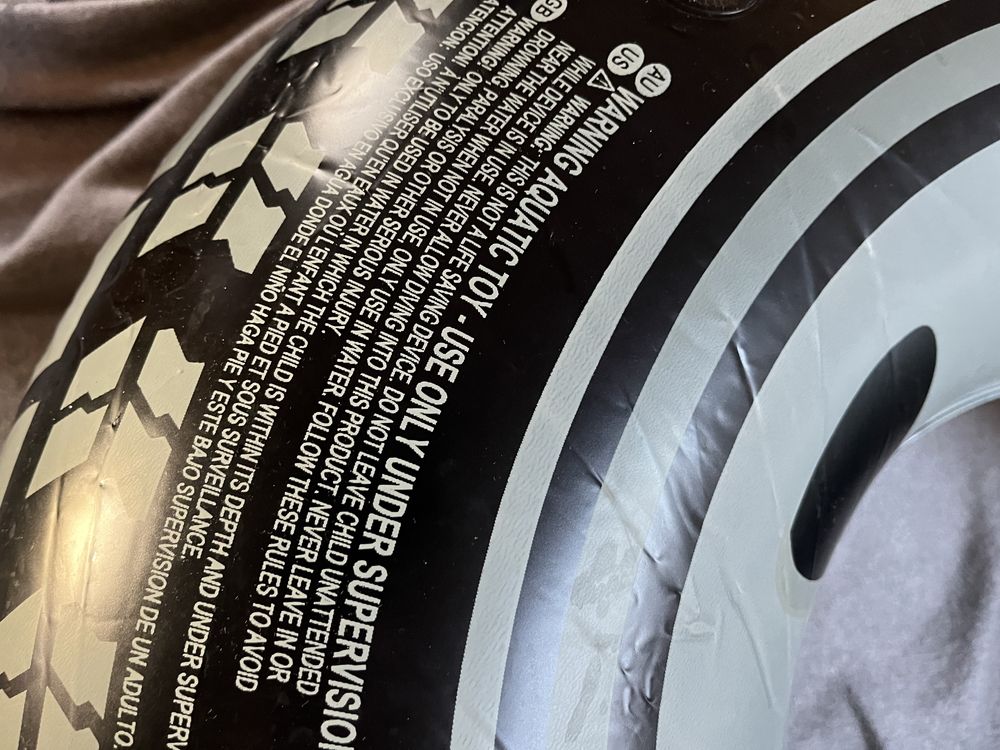 AU WARNING AQUATIC TOY - USE ONLY UNDER SUPERVISION
US WARNING: THIS IS NOT A LIFE SAVING DEVICE. DO NOT LEAVE CHILD UNATTENDED
WHILE DEVICE IS IN USE. NEVER ALLOW DIVING INTO THIS PRODUCT. NEVER LEAVE IN OR
NEAR THE WATER WHEN NOT IN USE. ONLY USE IN WATER. FOLLOW THESE RULES TO AVOID
DROWNING, PARALYSIS OR OTHER SERIOUS INJURY.
GB WARNING! ONLY TO BE USED IN WATER IN WHICH THE CHILD IS WITHIN ITS DEPTH AND UNDER SUPERV
ATTENTION! A N'UTILISER QU'EN EAUX OU L'ENFANT A PIED ET SOUS SURVEILLANCE.
ATENCIÓN: USO EXCLUSIVO EN AGUA DONDE EL NIÑO HAGA PIE Y ESTE BAJO SUPERVISION DE UN ADULTO.